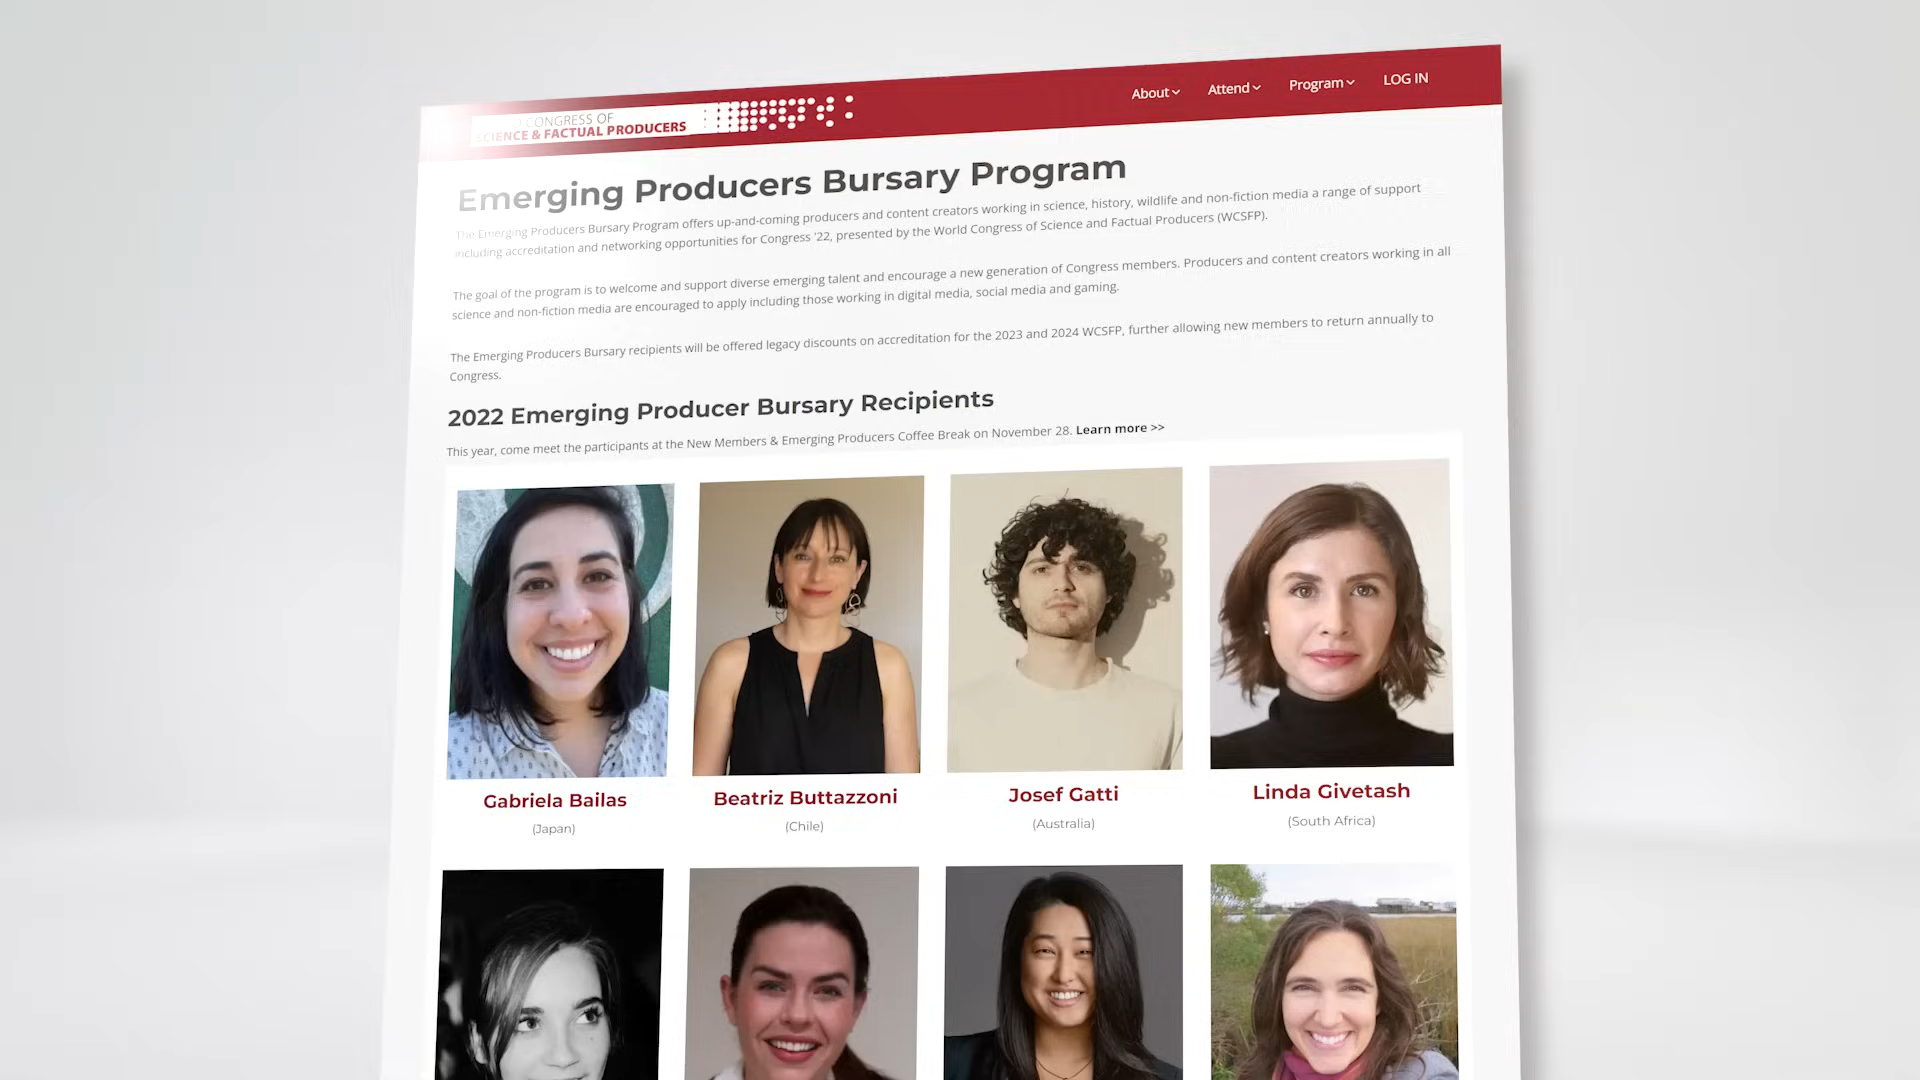 CONGRESS OF
SCIENCE & FACTUAL PRODUCERS
About
Attend
Program
LOG IN
Emerging Producers Bursary Program
The Emerging Producers Bursary Program offers up-and-coming producers and content creators working in science, history, wildlife and non-fiction media a range of support
including accreditation and networking opportunities for Congress '22, presented by the World Congress of Science and Factual Producers (WCSFP).
The goal of the program is to welcome and support diverse emerging talent and encourage a new generation of Congress members. Producers and content creators working in all
science and non-fiction media are encouraged to apply including those working in digital media, social media and gaming.
The Emerging Producers Bursary recipients will be offered legacy discounts on accreditation for the 2023 and 2024 WCSFP, further allowing new members to return annually to
Congress.
2022 Emerging Producer Bursary Recipients
This year, come meet the participants at the New Members & Emerging Producers Coffee Break on November 28. Learn more >>
Gabriela Bailas
(Japan)
Beatriz Buttazzoni
(Chile)
Josef Gatti
(Australia)
Linda Givetash
(South Africa)